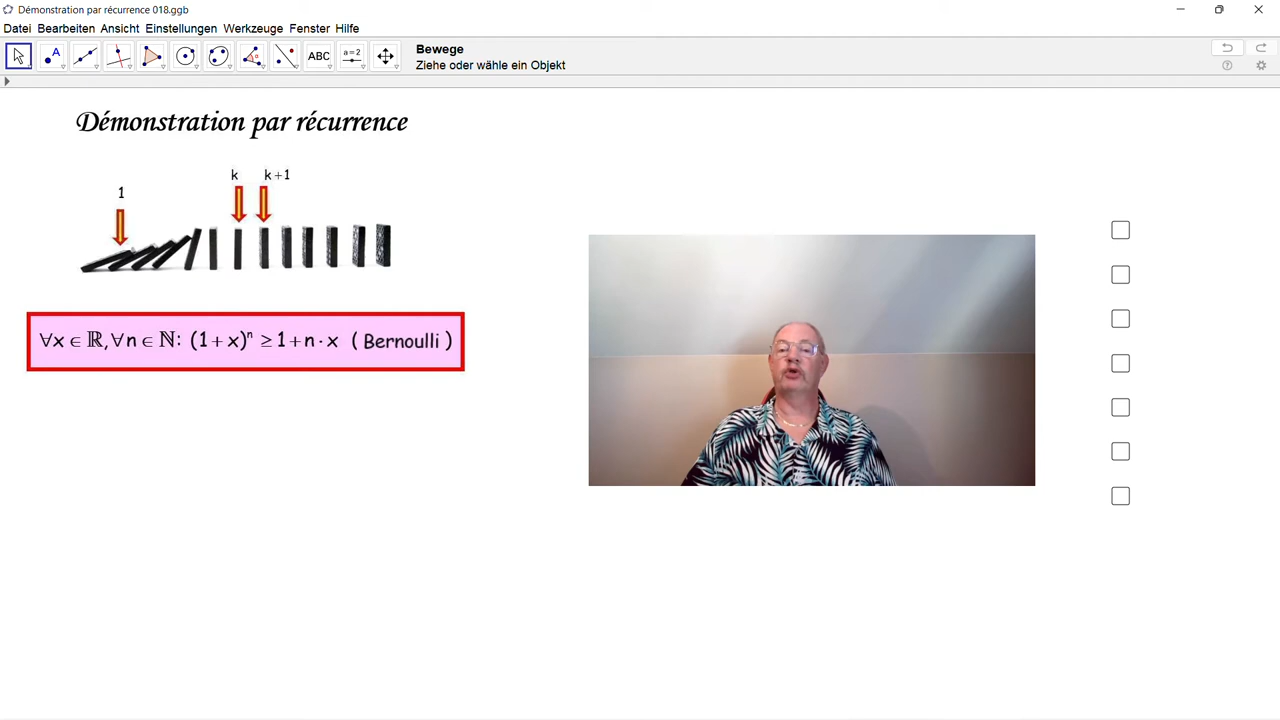 Démonstration par récurrence 018.ggb
Datei Bearbeiten Ansicht Einstellungen Werkzeuge Fenster Hilfe
A
ABC
a=2
Bewege
Ziehe oder wähle ein Objekt
Démonstration par récurrence
1
k
k+1
∀x ∈ ℝ, ∀n ∈ ℕ: (1 + x)ⁿ ≥ 1 + n · x ( Bernoulli )